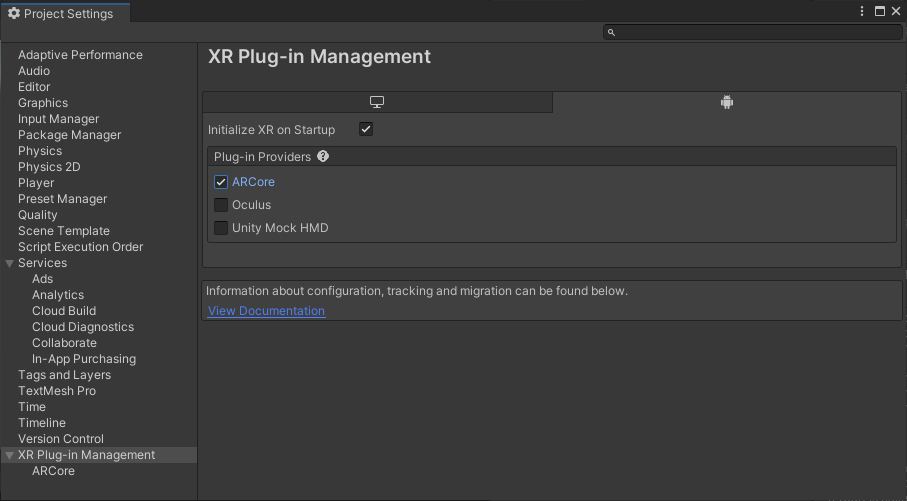 Project Settings
Adaptive Performance
Audio
Editor
Graphics
Input Manager
Package Manager
Physics
Physics 2D
Player
Preset Manager
Quality
Scene Template
Script Execution Order
Services
Ads
Analytics
Cloud Build
Cloud Diagnostics
Collaborate
In-App Purchasing
Tags and Layers
TextMesh Pro
Time
Timeline
Version Control
XR Plug-in Management
ARCore
XR Plug-in Management
Initialize XR on Startup
Plug-in Providers
ARCore
Oculus
Unity Mock HMD
Information about configuration, tracking and migration can be found below.
View Documentation